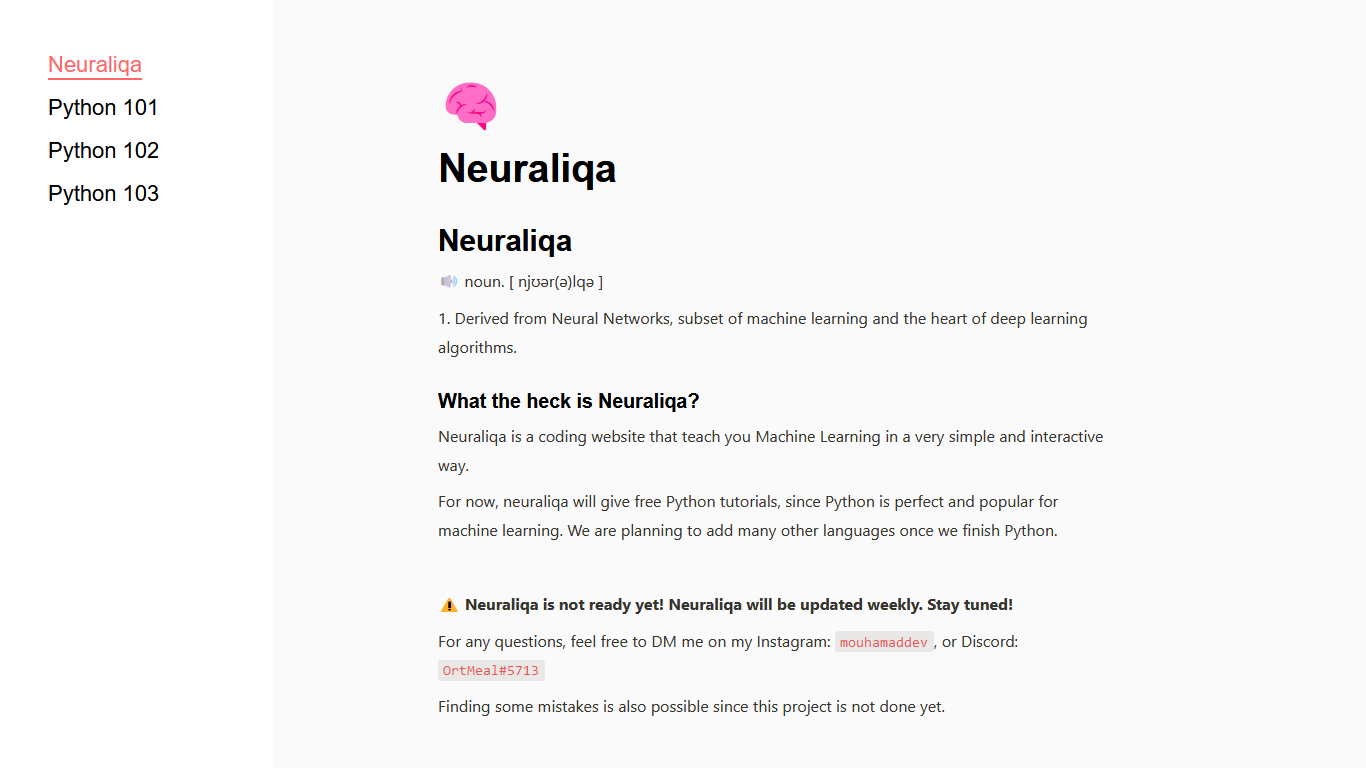 Neuraliqa
Python 101
Python 102
Python 103
Neuraliqa
Neuraliqa
noun. [ njʊər(ə)lqə ]
1. Derived from Neural Networks, subset of machine learning and the heart of deep learning
algorithms.
What the heck is Neuraliqa?
Neuraliqa is a coding website that teach you Machine Learning in a very simple and interactive
way.
For now, neuraliqa will give free Python tutorials, since Python is perfect and popular for
machine learning. We are planning to add many other languages once we finish Python.
Neuraliqa is not ready yet! Neuraliqa will be updated weekly. Stay tuned!
For any questions, feel free to DM me on my Instagram: mouhamaddev, or Discord:
OrtMeal#5713
Finding some mistakes is also possible since this project is not done yet.